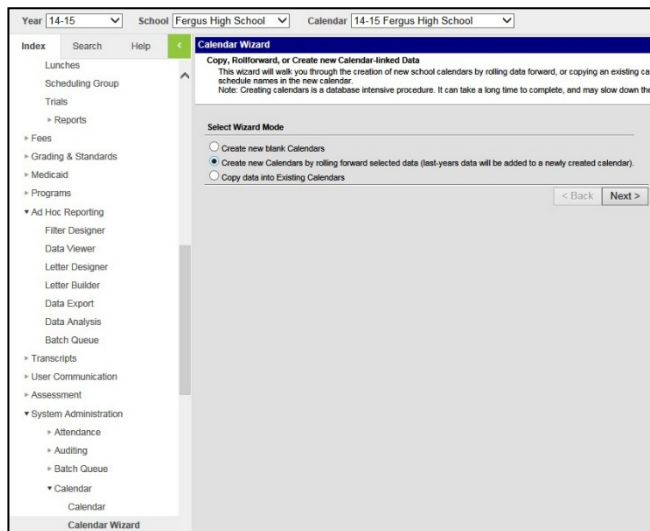 Year 14-15 School Fergus High School Calendar 14-15 Fergus High School
Index Search Help <
Lunches
Scheduling Group
Trials
Reports
Fees
Grading & Standards
Medicaid
Programs
Ad Hoc Reporting
Filter Designer
Data Viewer
Letter Designer
Letter Builder
Data Export
Data Analysis
Batch Queue
Transcripts
User Communication
Assessment
System Administration
Attendance
Auditing
Batch Queue
Calendar
Calendar
Calendar Wizard
Calendar Wizard
Copy, Rollforward, or Create new Calendar-linked Data
This wizard will walk you through the creation of new school calendars by rolling data forward, or copying an existing ca
schedule names in the new calendar.
Note: Creating calendars is a database intensive procedure. It can take a long time to complete, and may slow down the
Select Wizard Mode
Create new blank Calendars
Create new Calendars by rolling forward selected data (last-years data will be added to a newly created calendar).
Copy data into Existing Calendars
< Back Next >